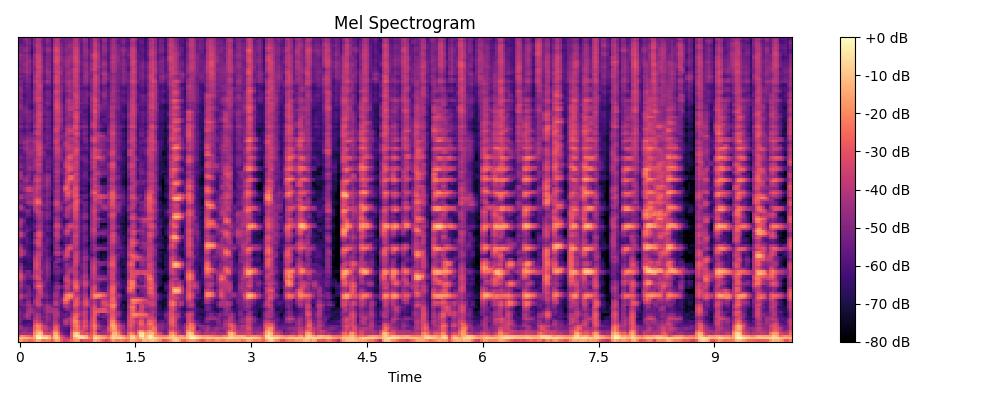 Mel Spectrogram
+0 dB
-10 dB
-20 dB
-30 dB
-40 dB
-50 dB
-60 dB
-70 dB
-80 dB
0 1.5 3 4.5 6 7.5 9
Time